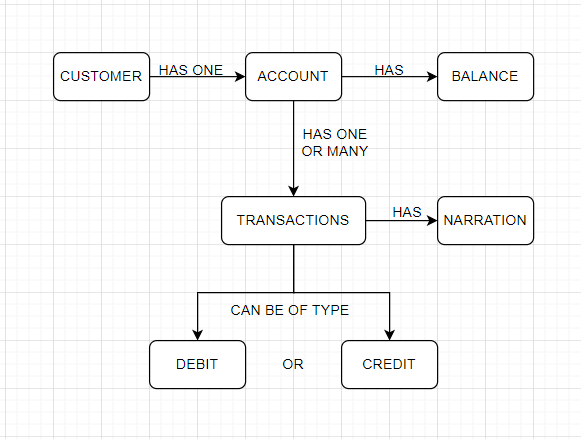 CUSTOMER HAS ONE ACCOUNT HAS BALANCE
HAS ONE
OR MANY
TRANSACTIONS HAS NARRATION
CAN BE OF TYPE
DEBIT OR CREDIT